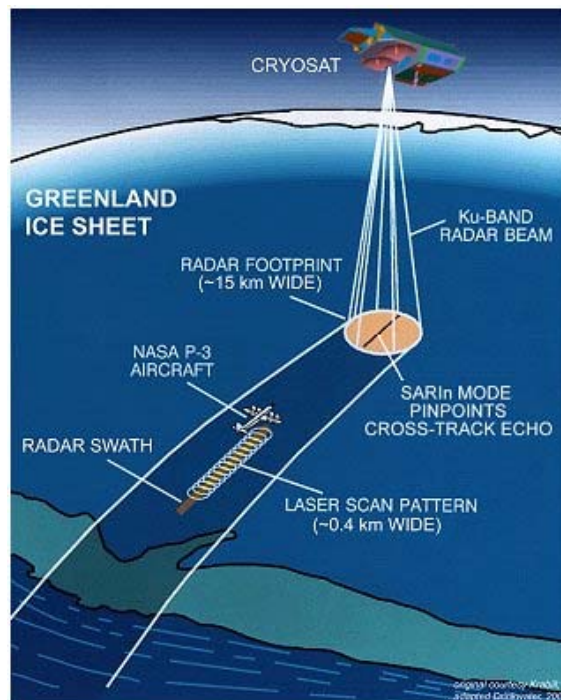 CRYOSAT
GREENLAND
ICE SHEET
Ku-BAND
RADAR BEAM
RADAR FOOTPRINT
(~15 km WIDE)
NASA P-3
AIRCRAFT
SARIn MODE
PINPOINTS
CROSS-TRACK ECHO
RADAR SWATH
LASER SCAN PATTERN
(~0.4 km WIDE)
original courtesy
adapted